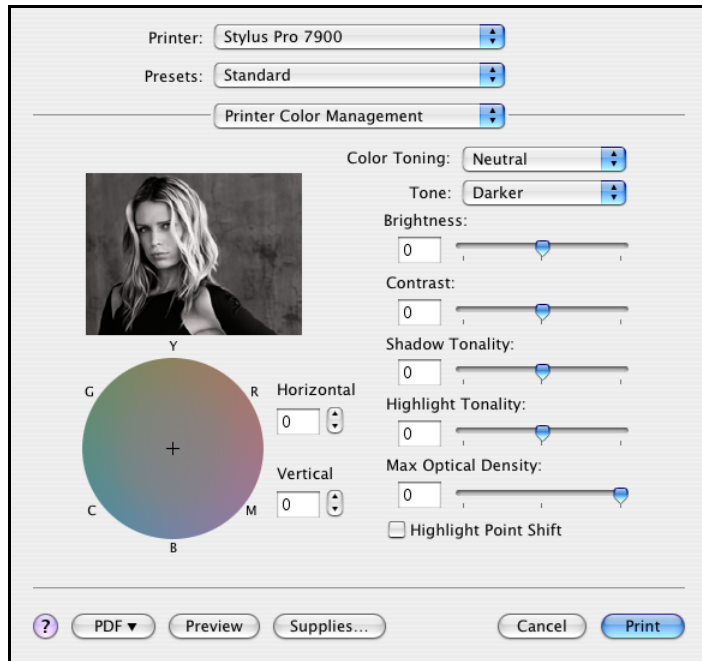 Printer: Stylus Pro 7900
Presets: Standard
Printer Color Management
Color Toning: Neutral
Tone: Darker
Brightness:
0
Contrast:
0
Shadow Tonality:
0
Highlight Tonality:
0
Max Optical Density:
0
Highlight Point Shift
Y
G
R
C
M
B
Horizontal
0
Vertical
0
?
PDF ▼
Preview
Supplies...
Cancel
Print